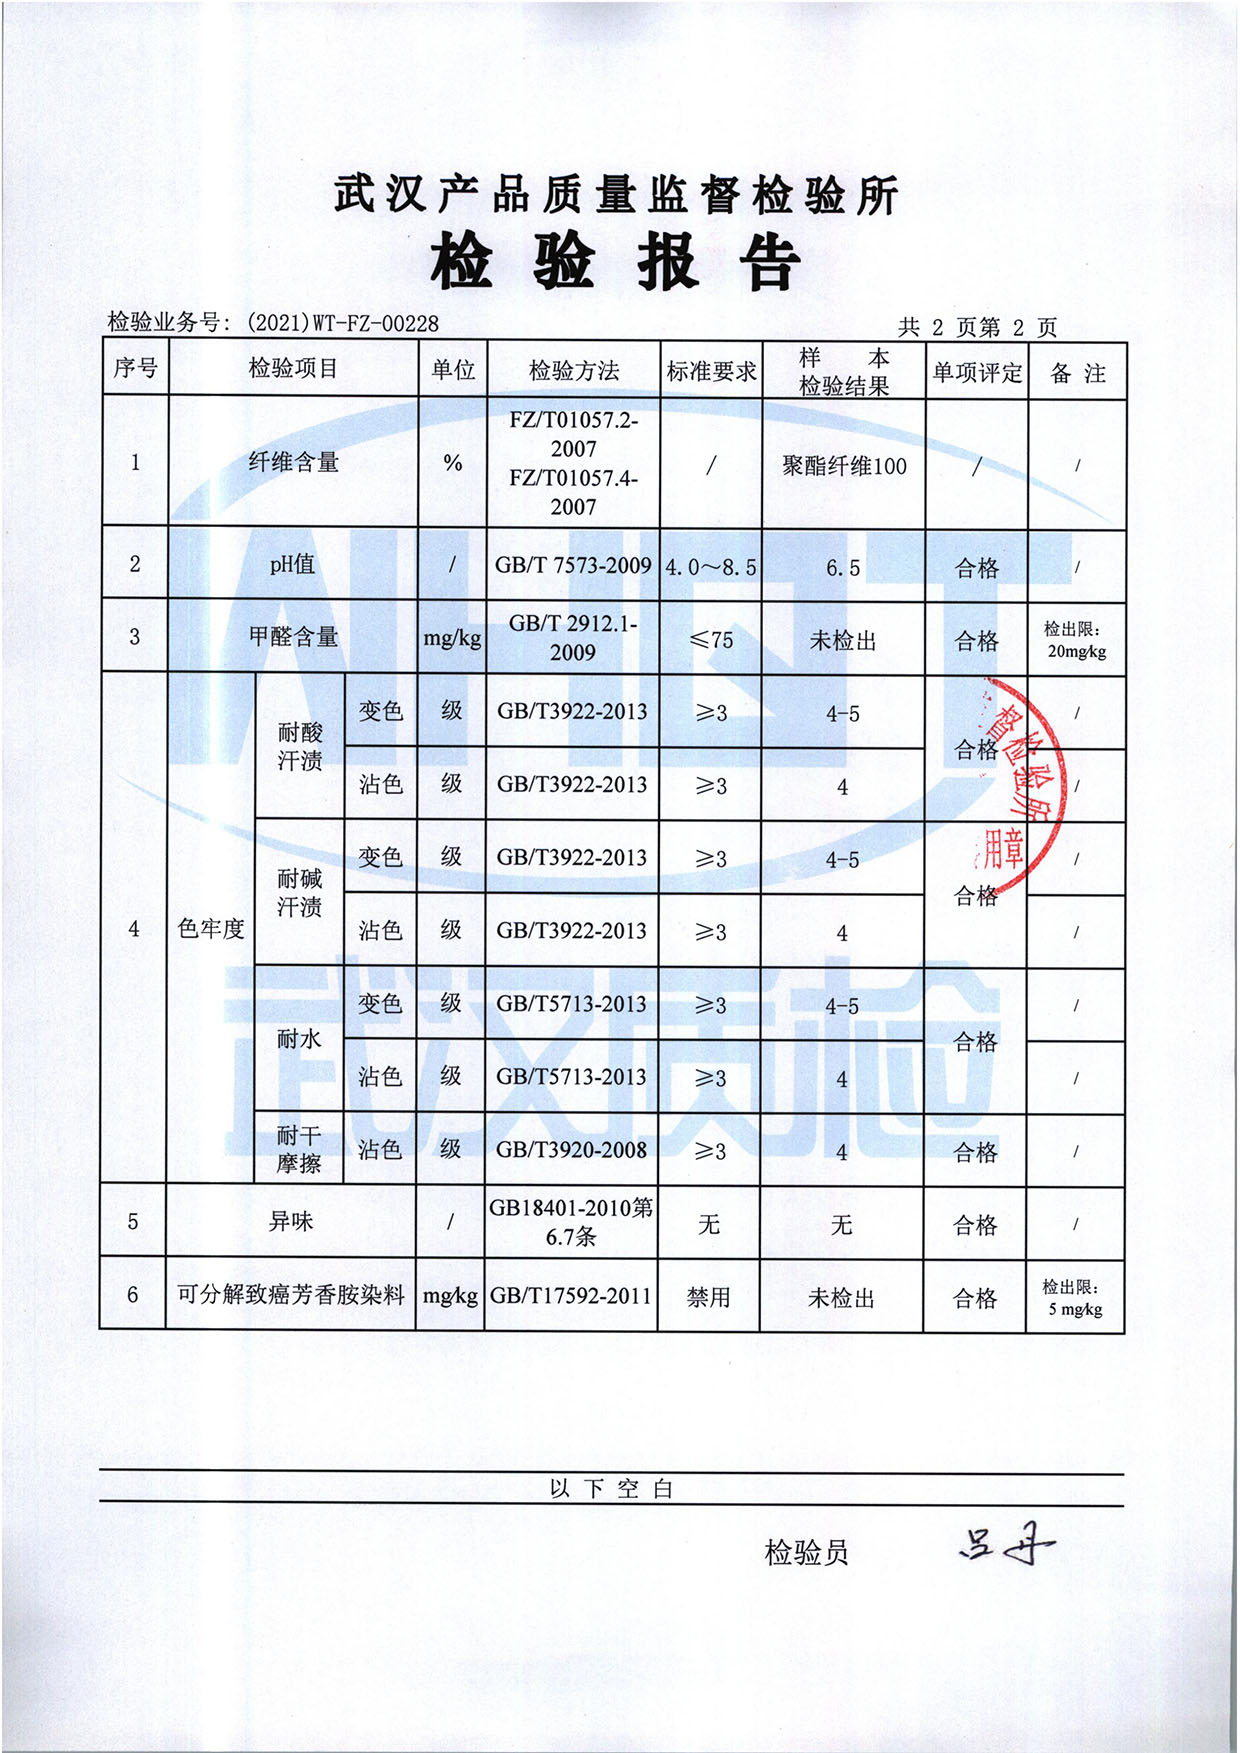 武汉产品质量监督检验所
检验报告
检验业务号: (2021)WT-FZ-00228
共 2 页第 2 页
序号 检验项目 单位 检验方法 标准要求 样本检验结果 单项评定 备注
1 纤维含量 % FZ/T01057.2-2007 FZ/T01057.4-2007 / 聚酯纤维100 / /
2 pH值 / GB/T 7573-2009 4.0~8.5 6.5 合格 /
3 甲醛含量 mg/kg GB/T 2912.1-2009 ≤75 未检出 合格 检出限: 20mg/kg
4 色牢度 耐酸汗渍 变色 级 GB/T3922-2013 ≥3 4-5 合格 /
沾色 级 GB/T3922-2013 ≥3 4 /
耐碱汗渍 变色 级 GB/T3922-2013 ≥3 4-5 合格 /
沾色 级 GB/T3922-2013 ≥3 4 /
耐水 变色 级 GB/T5713-2013 ≥3 4-5 合格 /
沾色 级 GB/T5713-2013 ≥3 4 /
耐干摩擦 沾色 级 GB/T3920-2008 ≥3 4 合格 /
5 异味 / GB18401-2010第6.7条 无 无 合格 /
6 可分解致癌芳香胺染料 mg/kg GB/T17592-2011 禁用 未检出 合格 检出限: 5 mg/kg
督检验所
用章
WHQT
武汉质检
以下空白
检验员 吕丹